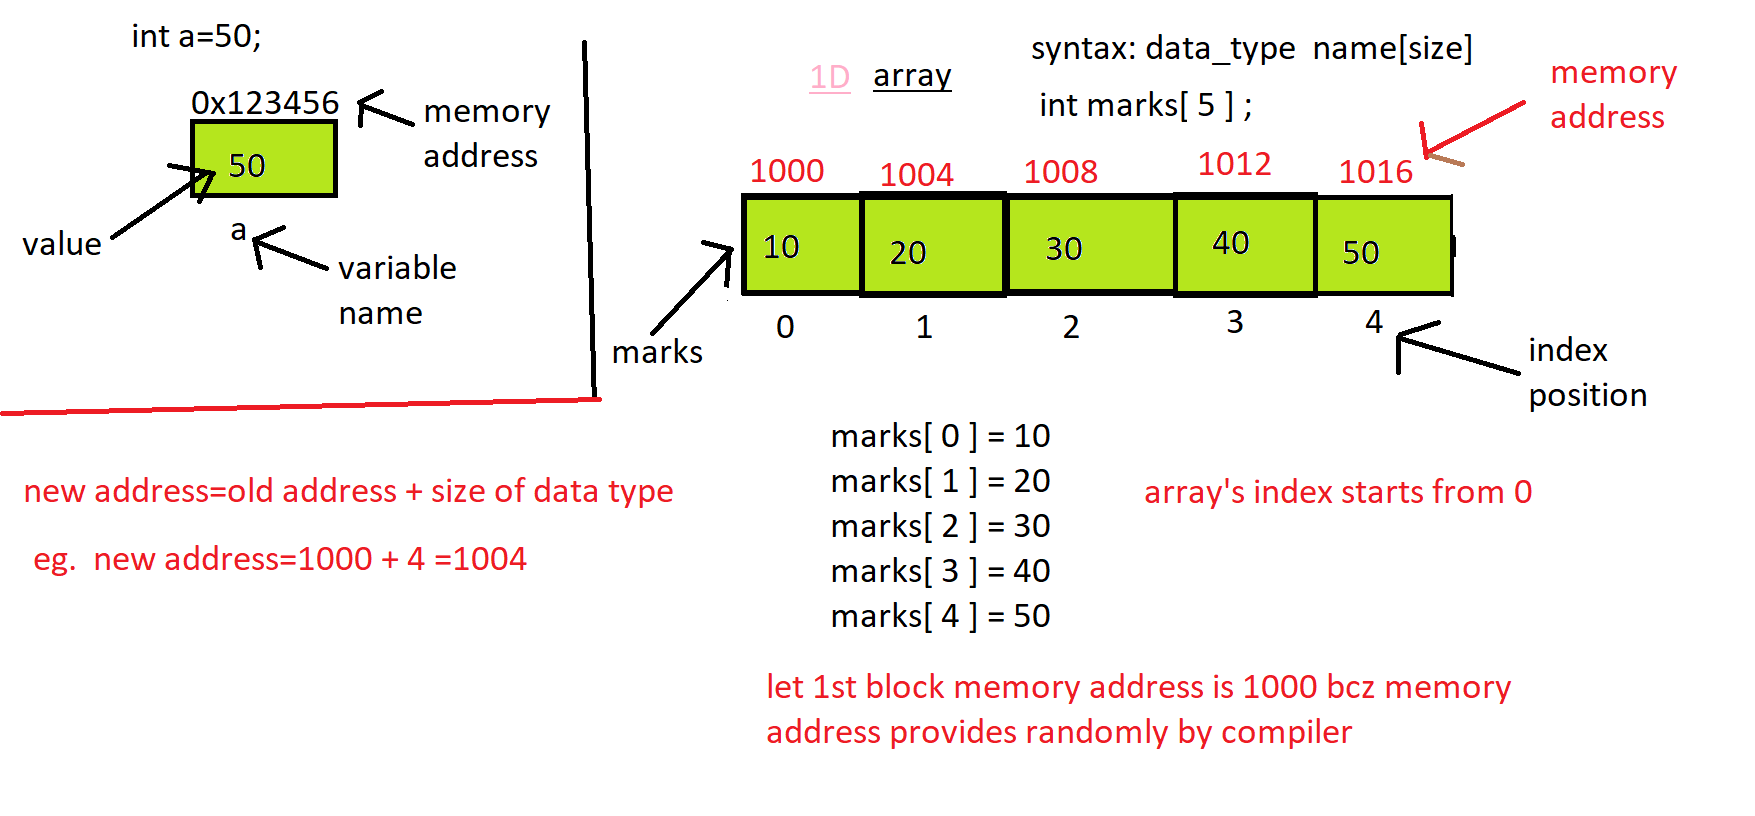 int a=50;
0x123456
memory
address
50
value
a
variable
name
new address=old address + size of data type
eg. new address=1000 + 4 =1004
1D array
syntax: data_type name[size]
int marks[ 5 ] ;
memory
address
1000 1004 1008 1012 1016
10 20 30 40 50
0 1 2 3 4
marks
index
position
marks[ 0 ] = 10
marks[ 1 ] = 20
marks[ 2 ] = 30
marks[ 3 ] = 40
marks[ 4 ] = 50
array's index starts from 0
let 1st block memory address is 1000 bcz memory
address provides randomly by compiler